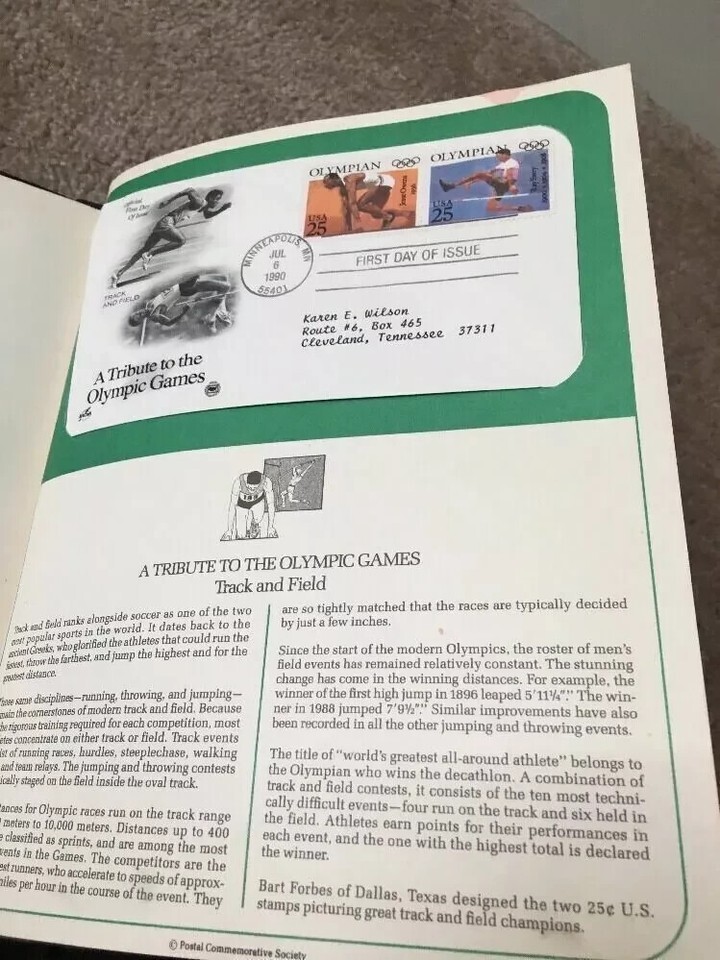 Special
First Day
Of Issue
TRACK
AND FIELD
A Tribute to the
Olympic Games
OLYMPIAN
Jesse Owens
1936
USA
25
OLYMPIAN
Ray Ewry
USA
25
MINNEAPOLIS, MN
JUL
6
1990
55401
FIRST DAY OF ISSUE
Karen E. Wilson
Route #6, Box 465
Cleveland, Tennessee 37311
A TRIBUTE TO THE OLYMPIC GAMES
Track and Field
Track and field ranks alongside soccer as one of the two
most popular sports in the world. It dates back to the
ancient Greeks, who glorified the athletes that could run the
fastest, throw the farthest, and jump the highest and for the
greatest distance.
those same disciplines—running, throwing, and jumping—
main the cornerstones of modern track and field. Because
the rigorous training required for each competition, most
etes concentrate on either track or field. Track events
ist of running races, hurdles, steeplechase, walking
and team relays. The jumping and throwing contests
ically staged on the field inside the oval track.
ances for Olympic races run on the track range
meters to 10,000 meters. Distances up to 400
e classified as sprints, and are among the most
vents in the Games. The competitors are the
est runners, who accelerate to speeds of approx-
miles per hour in the course of the event. They
are so tightly matched that the races are typically decided
by just a few inches.
Since the start of the modern Olympics, the roster of men's
field events has remained relatively constant. The stunning
change has come in the winning distances. For example, the
winner of the first high jump in 1896 leaped 5'11¼"." The win-
ner in 1988 jumped 7'9½"." Similar improvements have also
been recorded in all the other jumping and throwing events.
The title of "world's greatest all-around athlete" belongs to
the Olympian who wins the decathlon. A combination of
track and field contests, it consists of the ten most techni-
cally difficult events—four run on the track and six held in
the field. Athletes earn points for their performances in
each event, and the one with the highest total is declared
the winner.
Bart Forbes of Dallas, Texas designed the two 25¢ U.S.
stamps picturing great track and field champions.
© Postal Commemorative Society